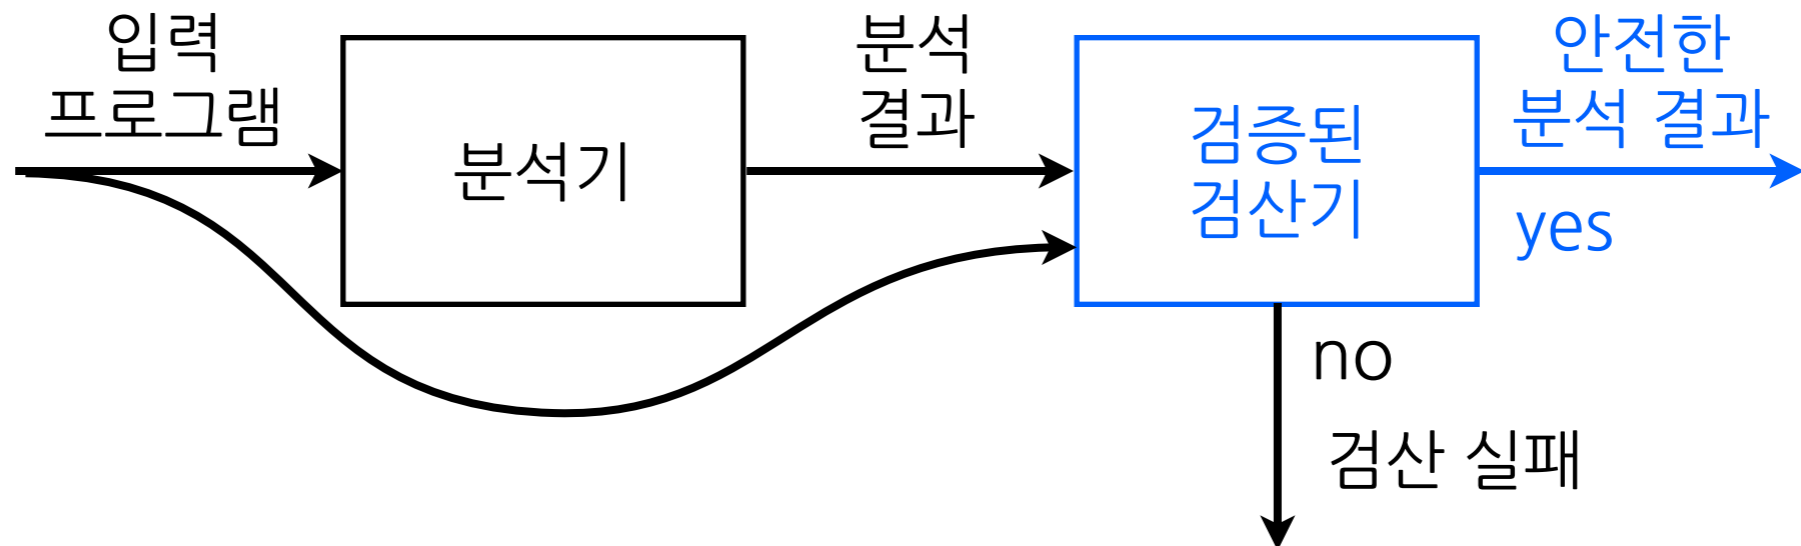 입력
프로그램
분석기
분석
결과
검증된
검산기
안전한
분석 결과
yes
no
검산 실패